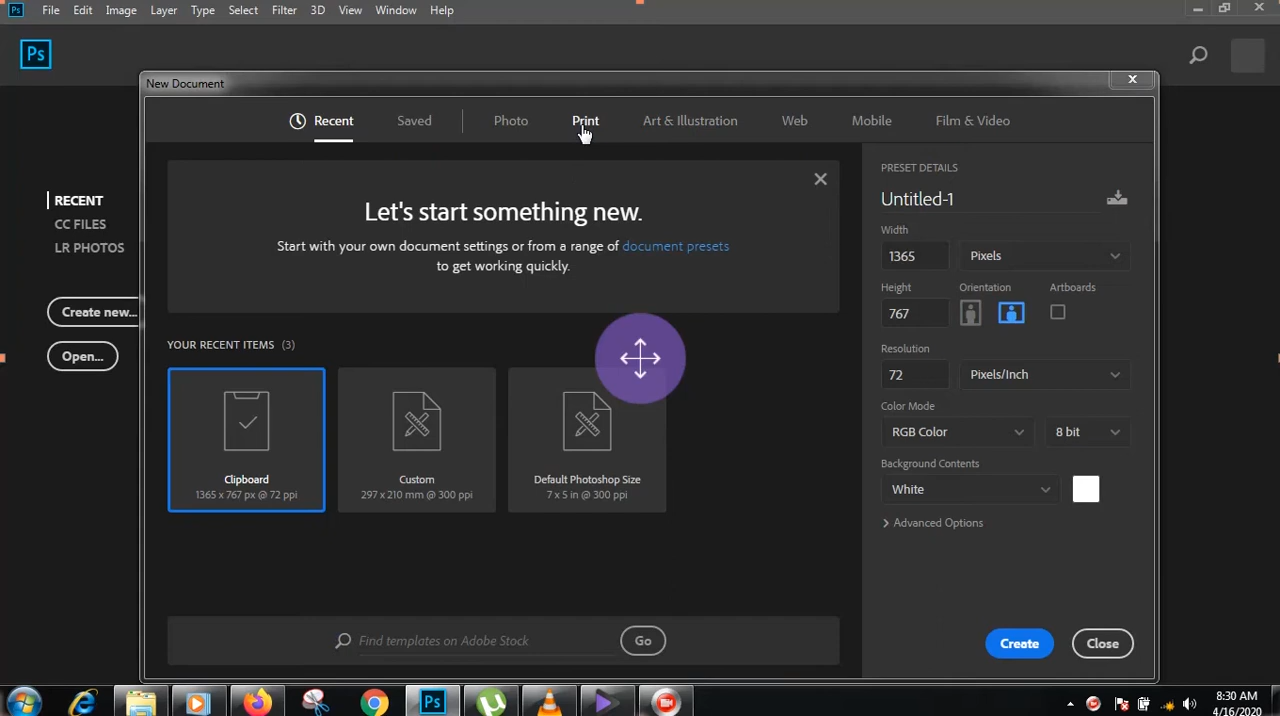 Ps File Edit Image Layer Type Select Filter 3D View Window Help
Ps
New Document
Recent Saved Photo Print Art & Illustration Web Mobile Film & Video
RECENT
CC FILES
LR PHOTOS
Create new...
Open...
Let's start something new.
Start with your own document settings or from a range of document presets
to get working quickly.
YOUR RECENT ITEMS (3)
Clipboard
1365 x 767 px @ 72 ppi
Custom
297 x 210 mm @ 300 ppi
Default Photoshop Size
7 x 5 in @ 300 ppi
Find templates on Adobe Stock Go
PRESET DETAILS
Untitled-1
Width
1365 Pixels
Height Orientation Artboards
767
Resolution
72 Pixels/Inch
Color Mode
RGB Color 8 bit
Background Contents
White
Advanced Options
Create Close
Ps
8:30 AM
4/16/2020